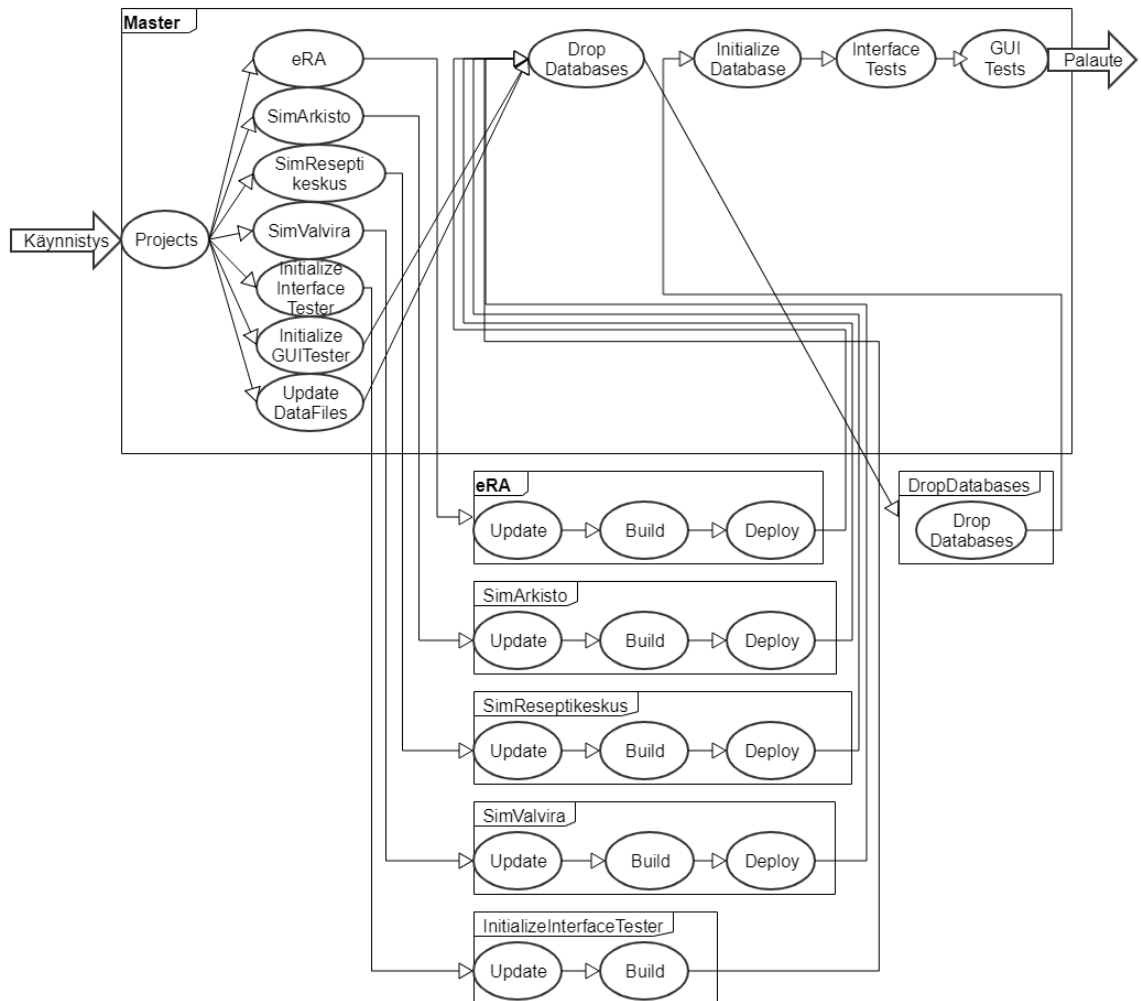 Master
eRA
SimArkisto
SimResepti
keskus
SimValvira
Initialize
Interface
Tester
Initialize
GUITester
Update
DataFiles
Käynnistys
Projects
Drop
Databases
Initialize
Database
Interface
Tests
GUI
Tests
Palaute
eRA
Update
Build
Deploy
DropDatabases
Drop
Databases
SimArkisto
Update
Build
Deploy
SimReseptikeskus
Update
Build
Deploy
SimValvira
Update
Build
Deploy
InitializeInterfaceTester
Update
Build